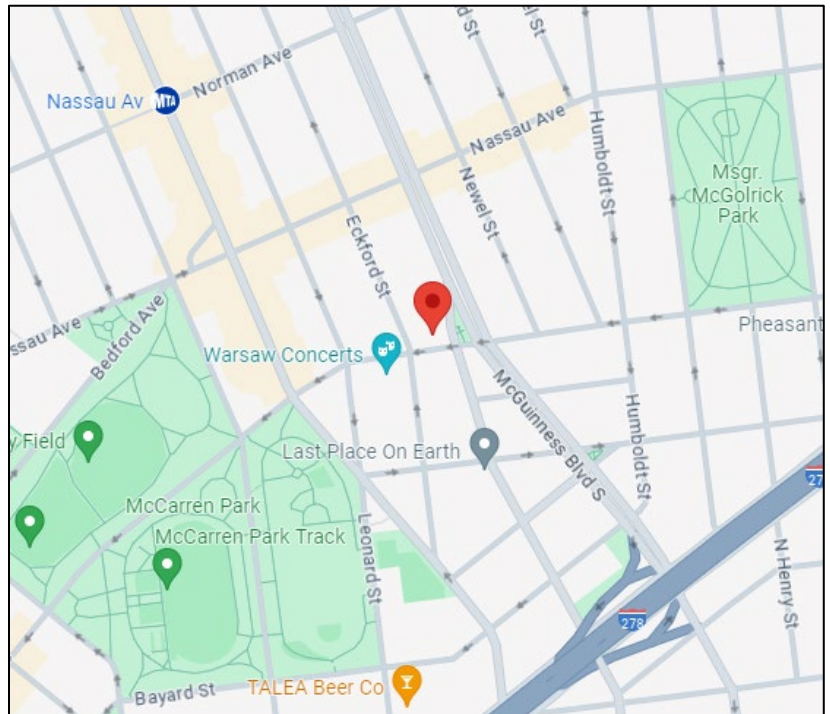 Norman Ave
Nassau Av
MTA
Nassau Ave
Newel St
Humboldt St
Msgr.
McGolrick
Park
Eckford St
ssau Ave
Bedford Ave
Warsaw Concerts
Pheasant
McGuinness Blvd S
Humboldt St
y Field
Last Place On Earth
McCarren Park
McCarren Park Track
Leonard St
N Henry St
27
278
Bayard St
TALEA Beer Co